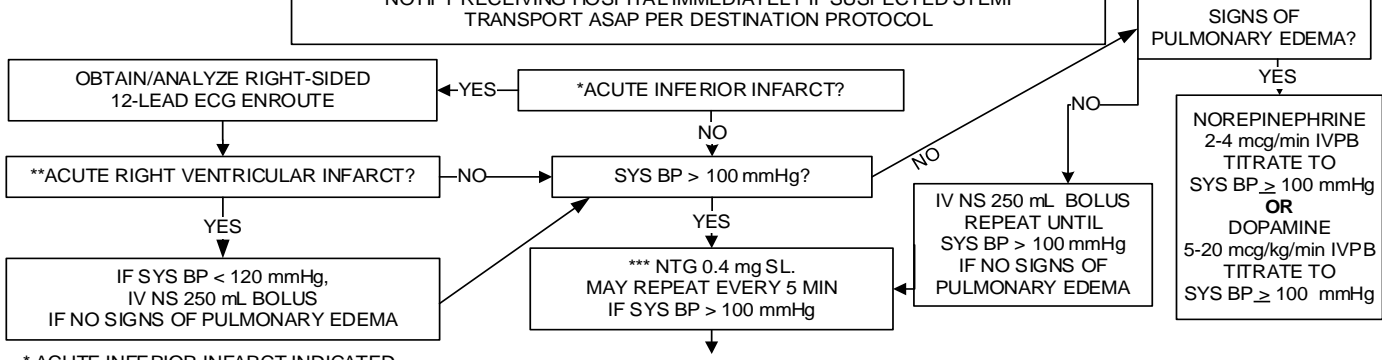 NOTIFY RECEIVING HOSPITAL IMMEDIATELY IF SUSPECTED STEMI
TRANSPORT ASAP PER DESTINATION PROTOCOL
SIGNS OF
PULMONARY EDEMA?
OBTAIN/ANALYZE RIGHT-SIDED
12-LEAD ECG ENROUTE
YES
*ACUTE INFERIOR INFARCT?
NO
**ACUTE RIGHT VENTRICULAR INFARCT?
NO
SYS BP > 100 mmHg?
NO
NO
YES
NOREPINEPHRINE
2-4 mcg/min IVPB
TITRATE TO
SYS BP ≥ 100 mmHg
OR
DOPAMINE
5-20 mcg/kg/min IVPB
TITRATE TO
SYS BP ≥ 100 mmHg
YES
IF SYS BP < 120 mmHg,
IV NS 250 mL BOLUS
IF NO SIGNS OF PULMONARY EDEMA
YES
*** NTG 0.4 mg SL.
MAY REPEAT EVERY 5 MIN
IF SYS BP > 100 mmHg
IV NS 250 mL BOLUS
REPEAT UNTIL
SYS BP > 100 mmHg
IF NO SIGNS OF
PULMONARY EDEMA
* ACUTE INFERIOR INFARCT INDICATED